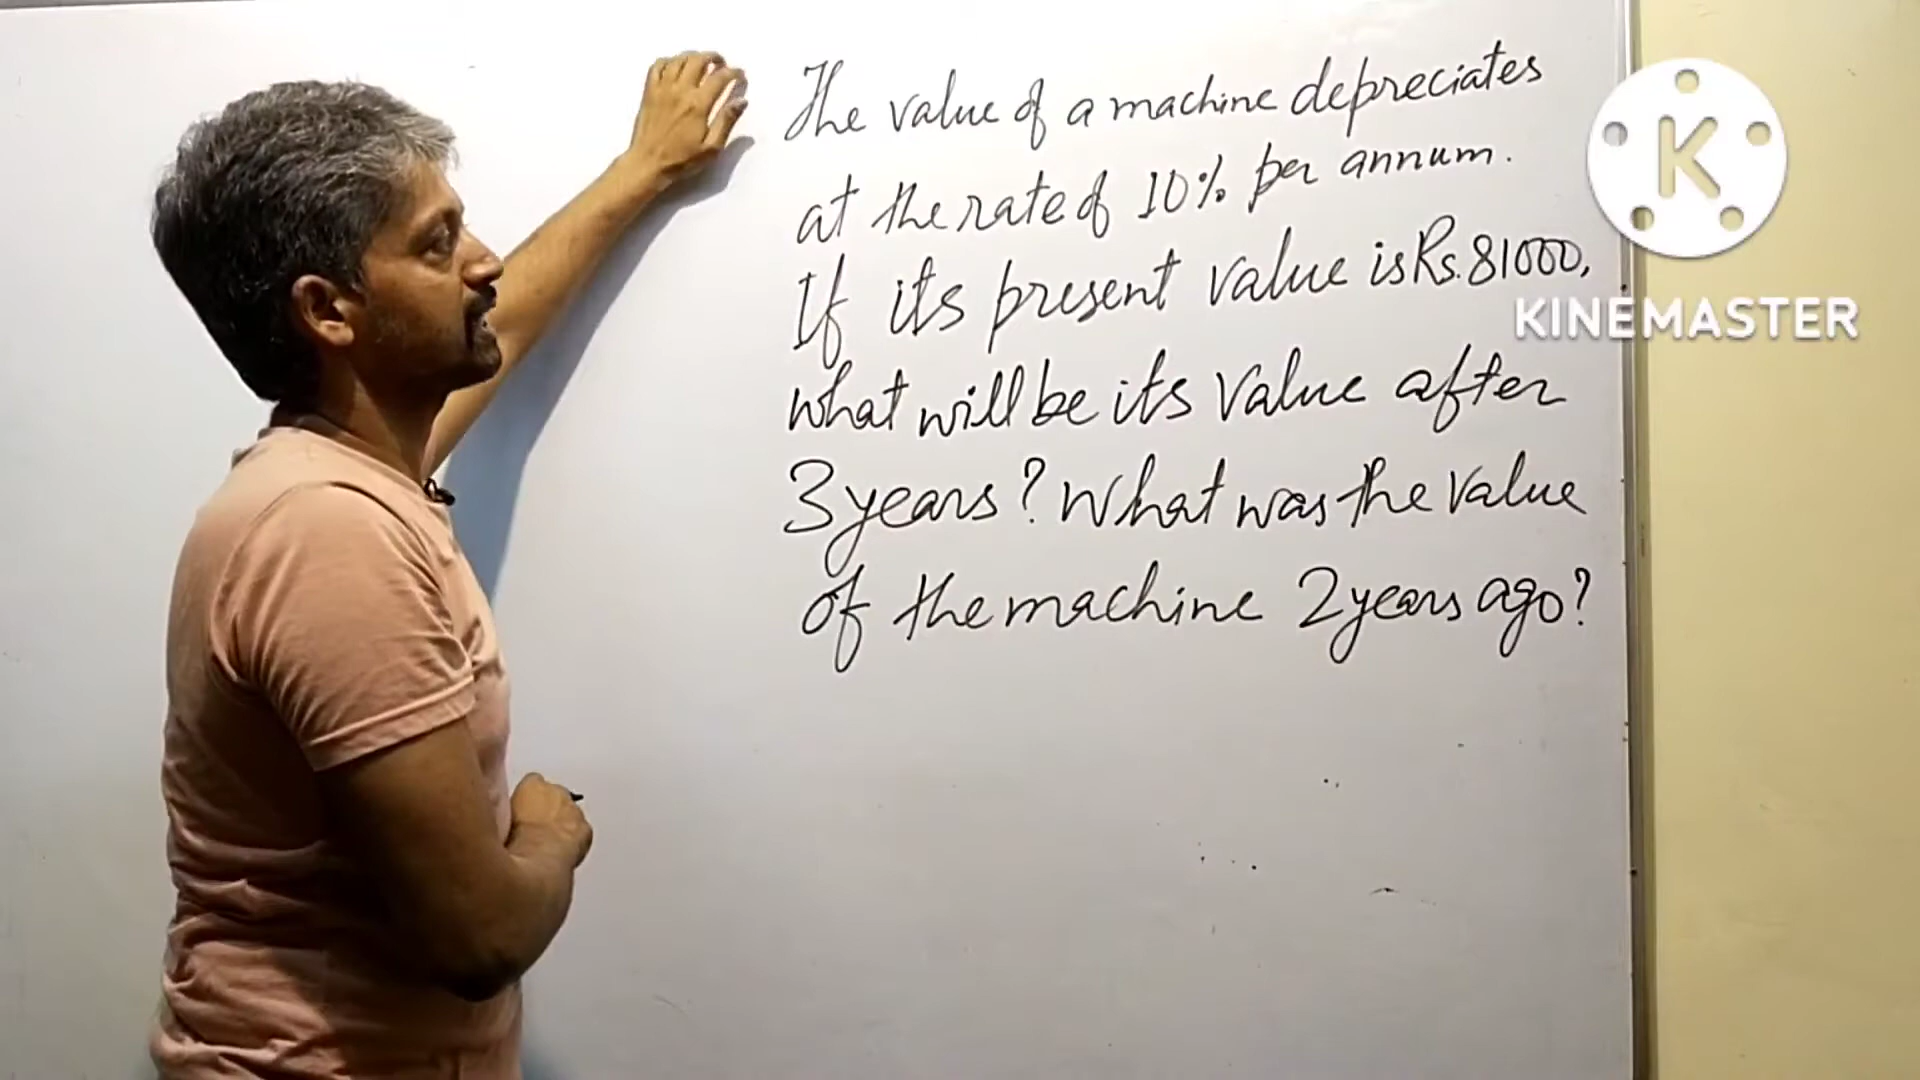 The value of a machine depreciates
at the rate of 10% per annum.
If its present value is Rs. 81000,
what will be its value after
3 years? What was the value
of the machine 2 years ago?
K
KINEMASTER